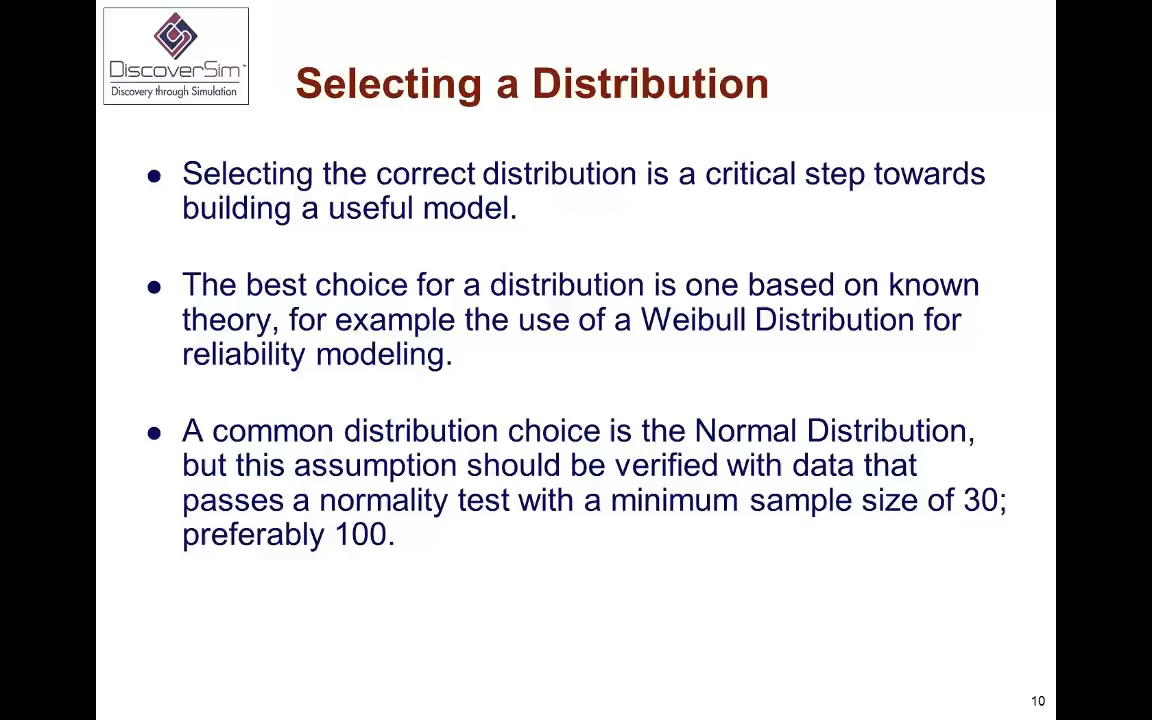 DiscoverSim™
Discovery through Simulation
Selecting a Distribution
● Selecting the correct distribution is a critical step towards
building a useful model.
● The best choice for a distribution is one based on known
theory, for example the use of a Weibull Distribution for
reliability modeling.
● A common distribution choice is the Normal Distribution,
but this assumption should be verified with data that
passes a normality test with a minimum sample size of 30;
preferably 100.
10